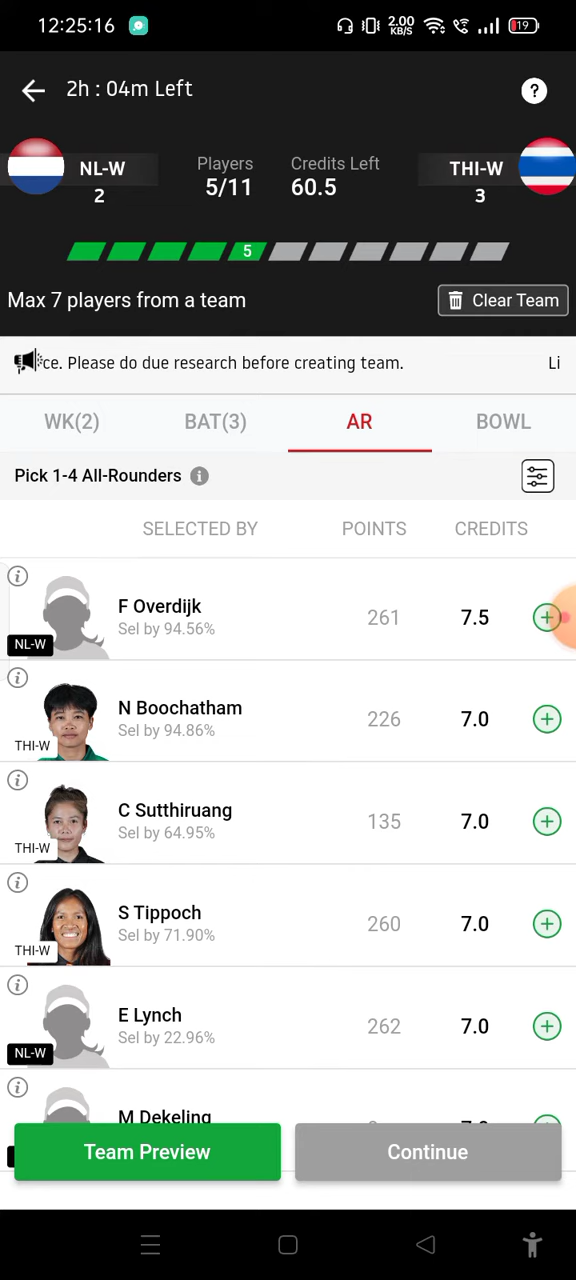 12:25:16
2.00
KB/S
19
2h : 04m Left
?
NL-W
2
Players
5/11
Credits Left
60.5
THI-W
3
5
Max 7 players from a team
Clear Team
ce. Please do due research before creating team.
Li
WK(2)
BAT(3)
AR
BOWL
Pick 1-4 All-Rounders
SELECTED BY
POINTS
CREDITS
F Overdijk
Sel by 94.56%
NL-W
261
7.5
N Boochatham
Sel by 94.86%
THI-W
226
7.0
C Sutthiruang
Sel by 64.95%
THI-W
135
7.0
S Tippoch
Sel by 71.90%
THI-W
260
7.0
E Lynch
Sel by 22.96%
NL-W
262
7.0
M Dekeling
Team Preview
Continue